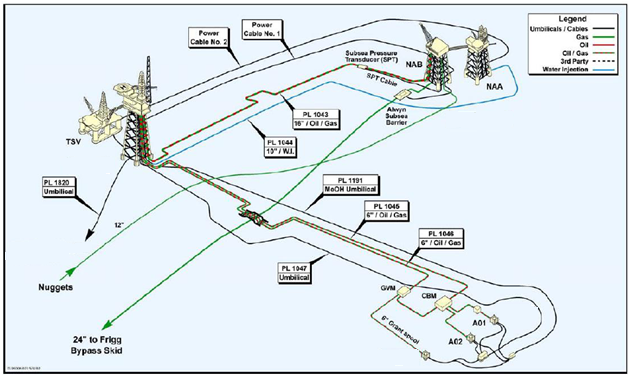 Power
Cable No. 2
Power
Cable No. 1
Subsea Pressure
Transducer (SPT)
NAB
NAA
SPT Cable
Alwyn
Subsea
Barrier
Legend
Umbilicals / Cables
Gas
Oil
Oil / Gas
3rd Party
Water Injection
TSV
PL 1043
16" / Oil / Gas
PL 1044
10" / W.I.
PL 1820
Umbilical
12"
PL 1191
MeOH Umbilical
PL 1045
6" / Oil / Gas
PL 1046
6" / Oil / Gas
PL 1047
Umbilical
Nuggets
24" to Frigg
Bypass Skid
GVM
CBM
6" Grant spool
A01
A02